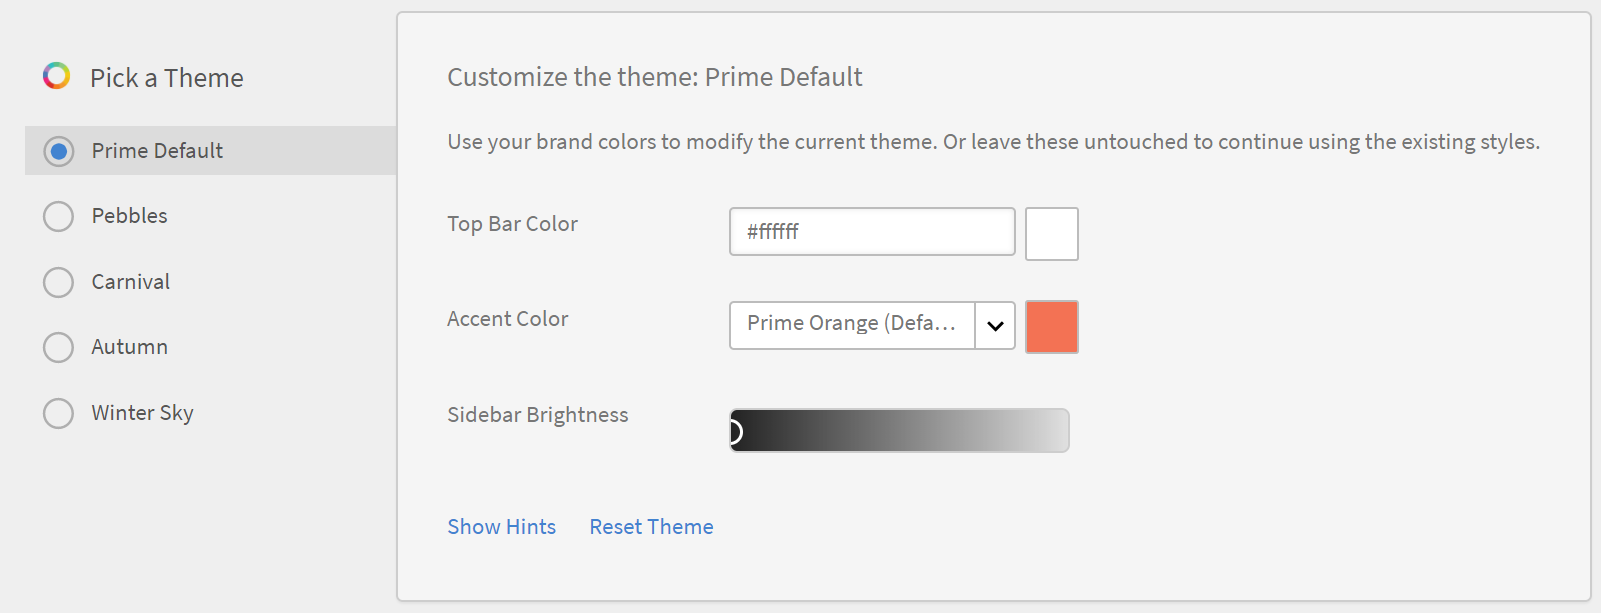 Pick a Theme
Prime Default
Pebbles
Carnival
Autumn
Winter Sky
Customize the theme: Prime Default
Use your brand colors to modify the current theme. Or leave these untouched to continue using the existing styles.
Top Bar Color
#ffffff
Accent Color
Prime Orange (Defa...
Sidebar Brightness
Show Hints
Reset Theme